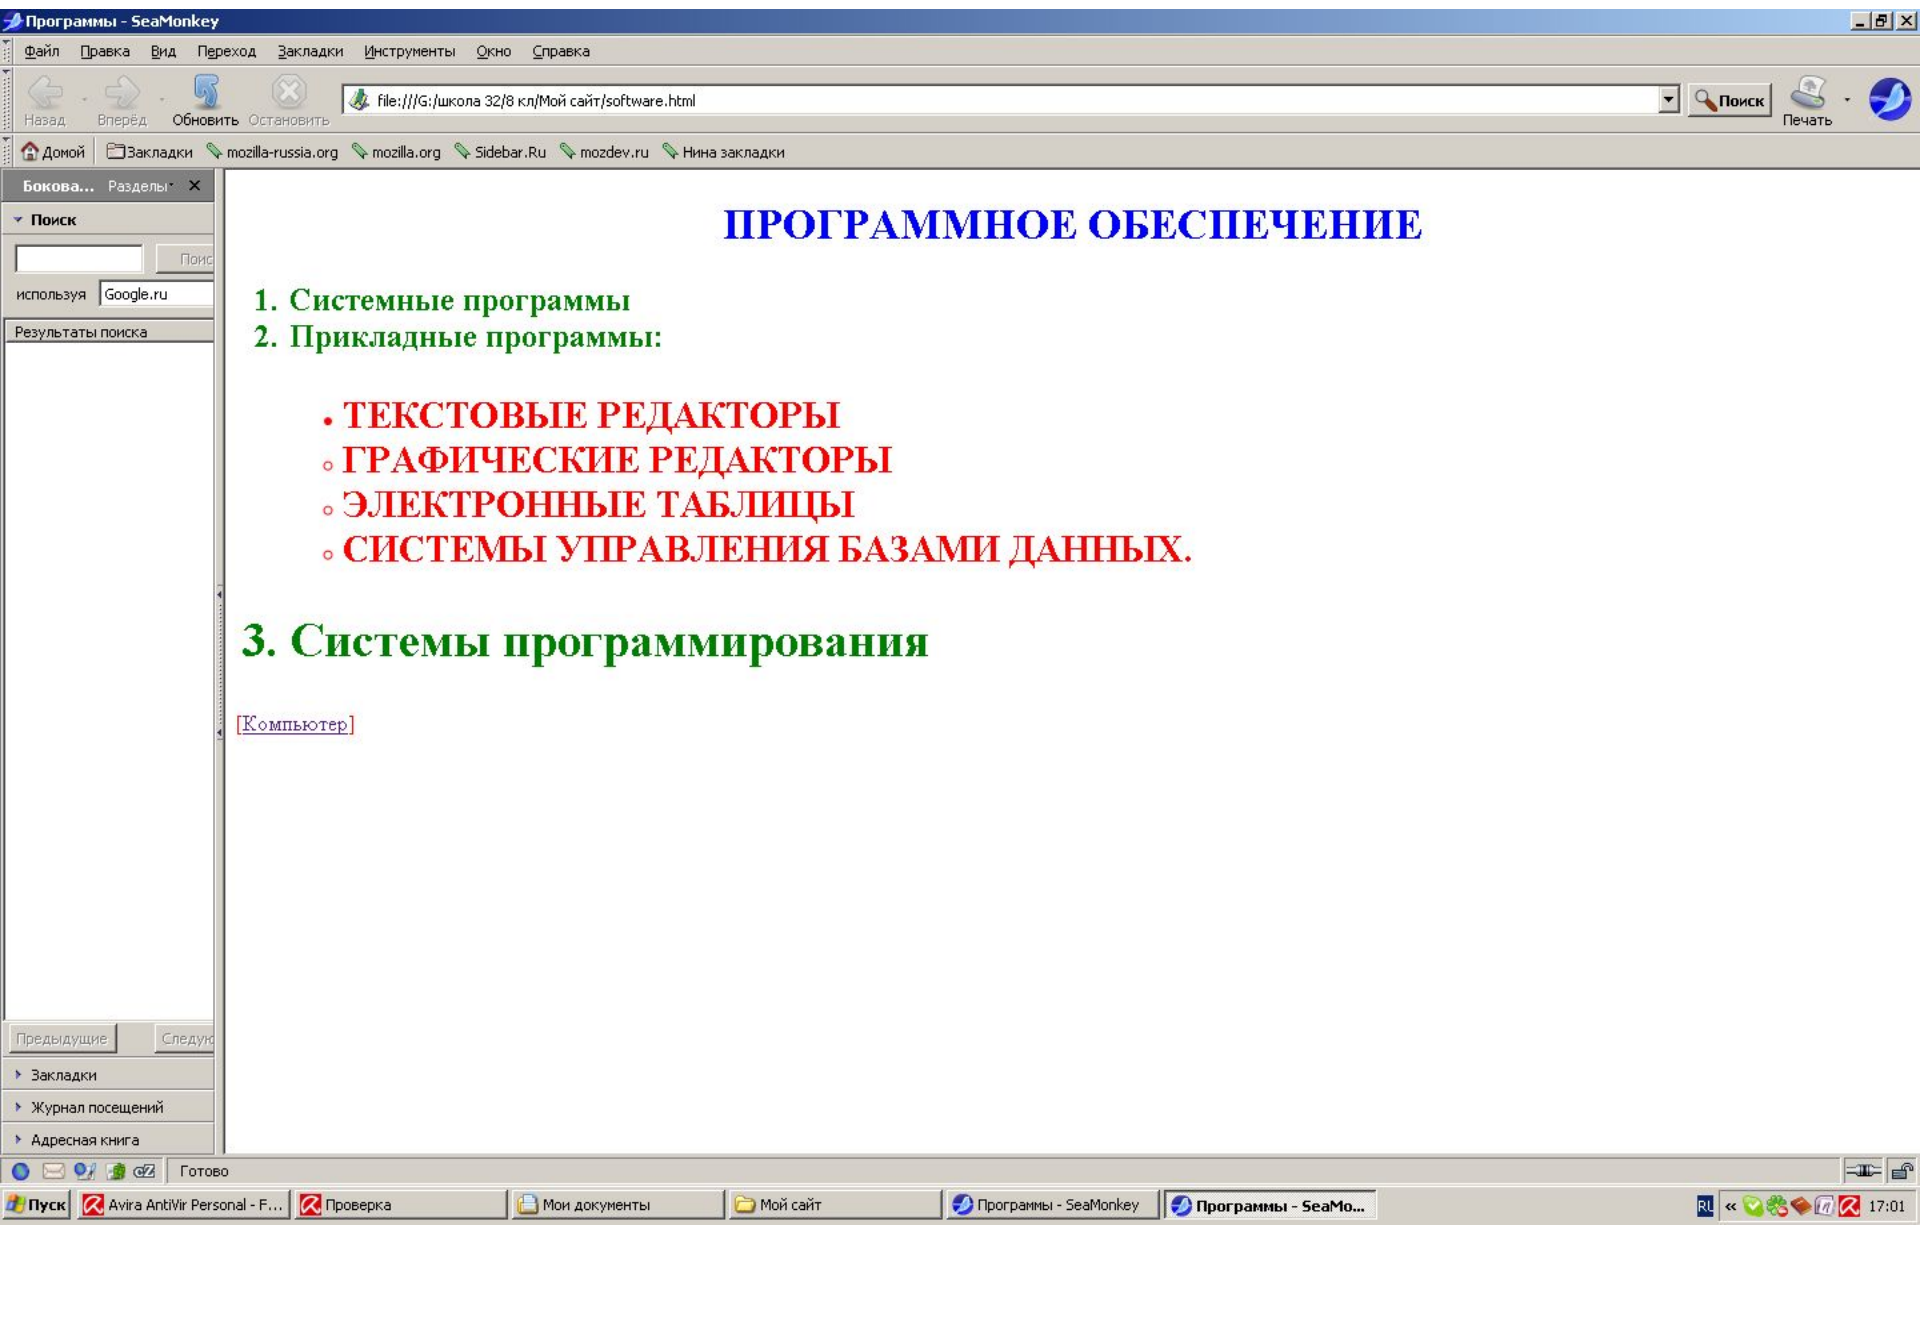 Программы - SeaMonkey
Файл Правка Вид Переход Закладки Инструменты Окно Справка
Назад Вперёд Обновить Остановить file:///G:/школа 32/8 кл/Мой сайт/software.html Поиск Печать
Домой Закладки mozilla-russia.org mozilla.org Sidebar.Ru mozdev.ru Нина закладки
Бокова... Разделы
Поиск
Поис
используя Google.ru
Результаты поиска
ПРОГРАММНОЕ ОБЕСПЕЧЕНИЕ
1. Системные программы
2. Прикладные программы:
• ТЕКСТОВЫЕ РЕДАКТОРЫ
◦ ГРАФИЧЕСКИЕ РЕДАКТОРЫ
◦ ЭЛЕКТРОННЫЕ ТАБЛИЦЫ
◦ СИСТЕМЫ УПРАВЛЕНИЯ БАЗАМИ ДАННЫХ.
3. Системы программирования
[Компьютер]
Предыдущие Следую
Закладки
Журнал посещений
Адресная книга
Готово
Пуск Avira AntiVir Personal - F... Проверка Мои документы Мой сайт Программы - SeaMonkey Программы - SeaMo... RU « 17:01